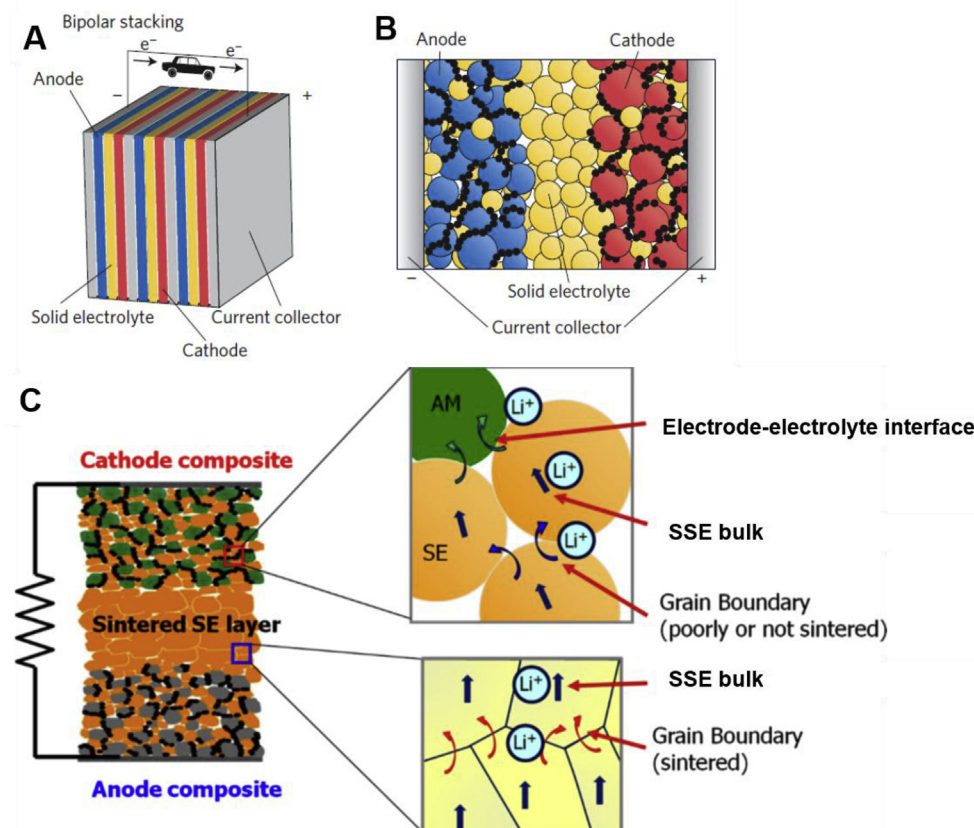 A
Bipolar stacking
e⁻ e⁻
Anode
−
+
Solid electrolyte
Current collector
Cathode
B
Anode
Cathode
Solid electrolyte
−
+
Current collector
C
Cathode composite
Sintered SE layer
Anode composite
AM
Li⁺
Electrode-electrolyte interface
Li⁺
SSE bulk
SE
Li⁺
Grain Boundary
(poorly or not sintered)
Li⁺
SSE bulk
Li⁺
Grain Boundary
(sintered)